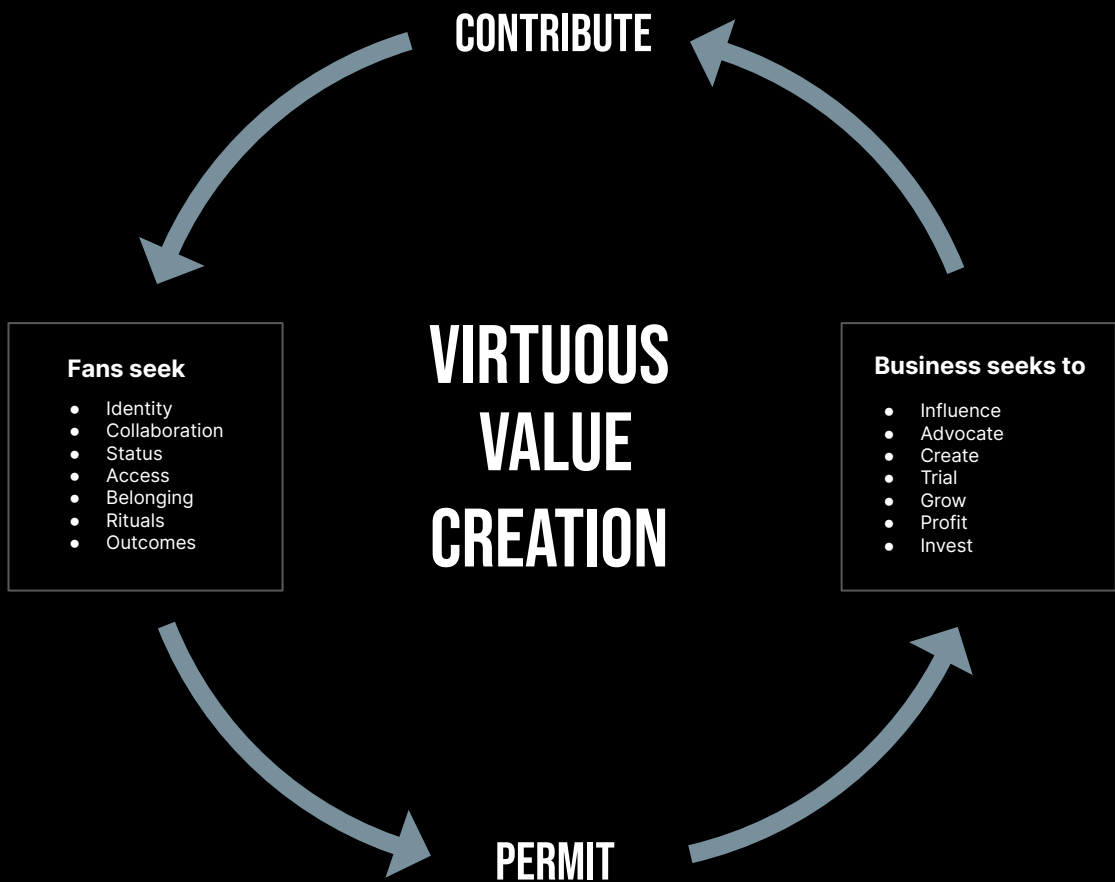 CONTRIBUTE
Fans seek
● Identity
● Collaboration
● Status
● Access
● Belonging
● Rituals
● Outcomes
VIRTUOUS
VALUE
CREATION
Business seeks to
● Influence
● Advocate
● Create
● Trial
● Grow
● Profit
● Invest
PERMIT